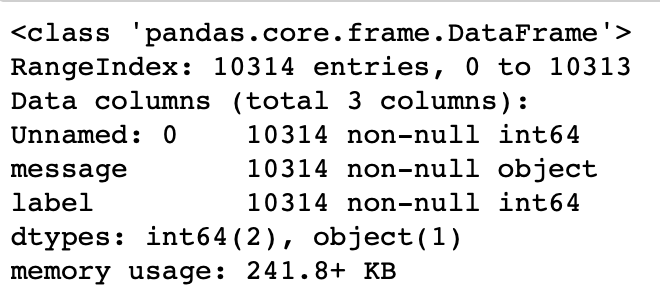 <class 'pandas.core.frame.DataFrame'>
RangeIndex: 10314 entries, 0 to 10313
Data columns (total 3 columns):
Unnamed: 0    10314 non-null int64
message       10314 non-null object
label         10314 non-null int64
dtypes: int64(2), object(1)
memory usage: 241.8+ KB